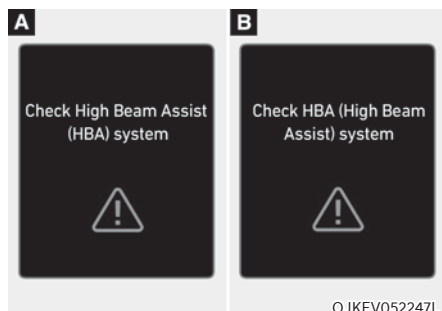 A
Check High Beam Assist
(HBA) system
B
Check HBA (High Beam
Assist) system
OJKEV052247L